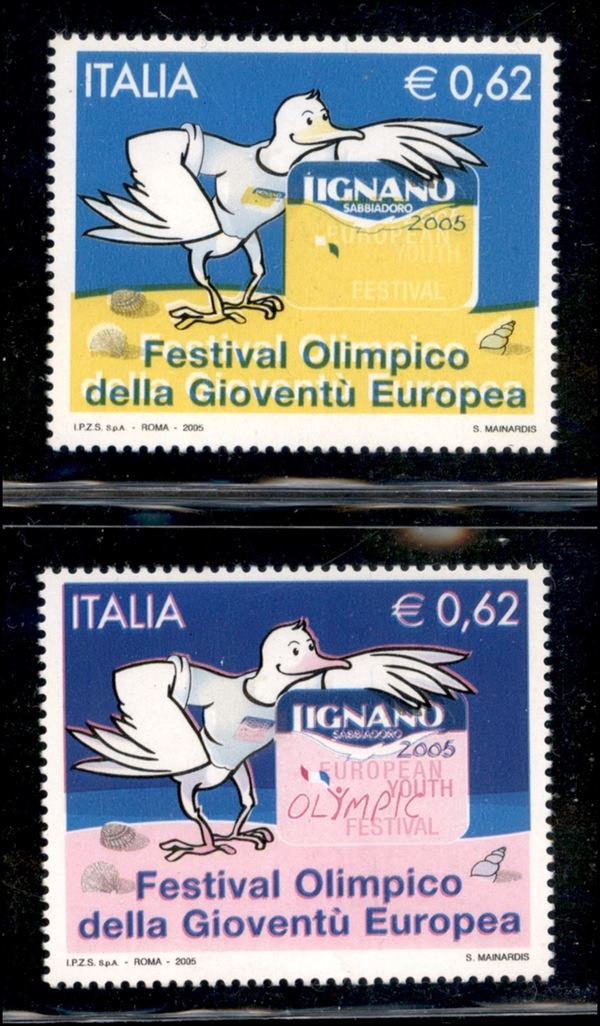 ITALIA € 0,62
LIGNANO
SABBIADORO
2005
EUROPEAN
YOUTH
FESTIVAL
Festival Olimpico
della Gioventù Europea
I.P.Z.S. S.p.A. - ROMA - 2005 S. MAINARDIS
ITALIA € 0,62
LIGNANO
SABBIADORO
2005
EUROPEAN
YOUTH
OLYMPIC
FESTIVAL
Festival Olimpico
della Gioventù Europea
I.P.Z.S. S.p.A. - ROMA - 2005 S. MAINARDIS